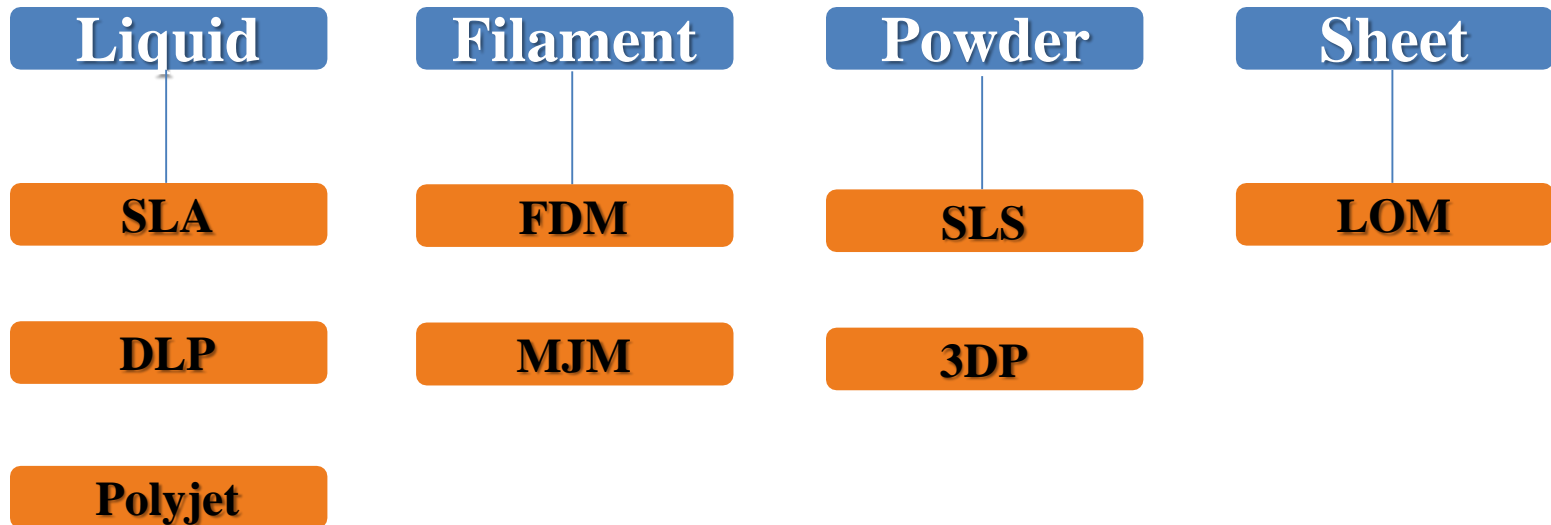 Liquid
Filament
Powder
Sheet
SLA
FDM
SLS
LOM
DLP
MJM
3DP
Polyjet